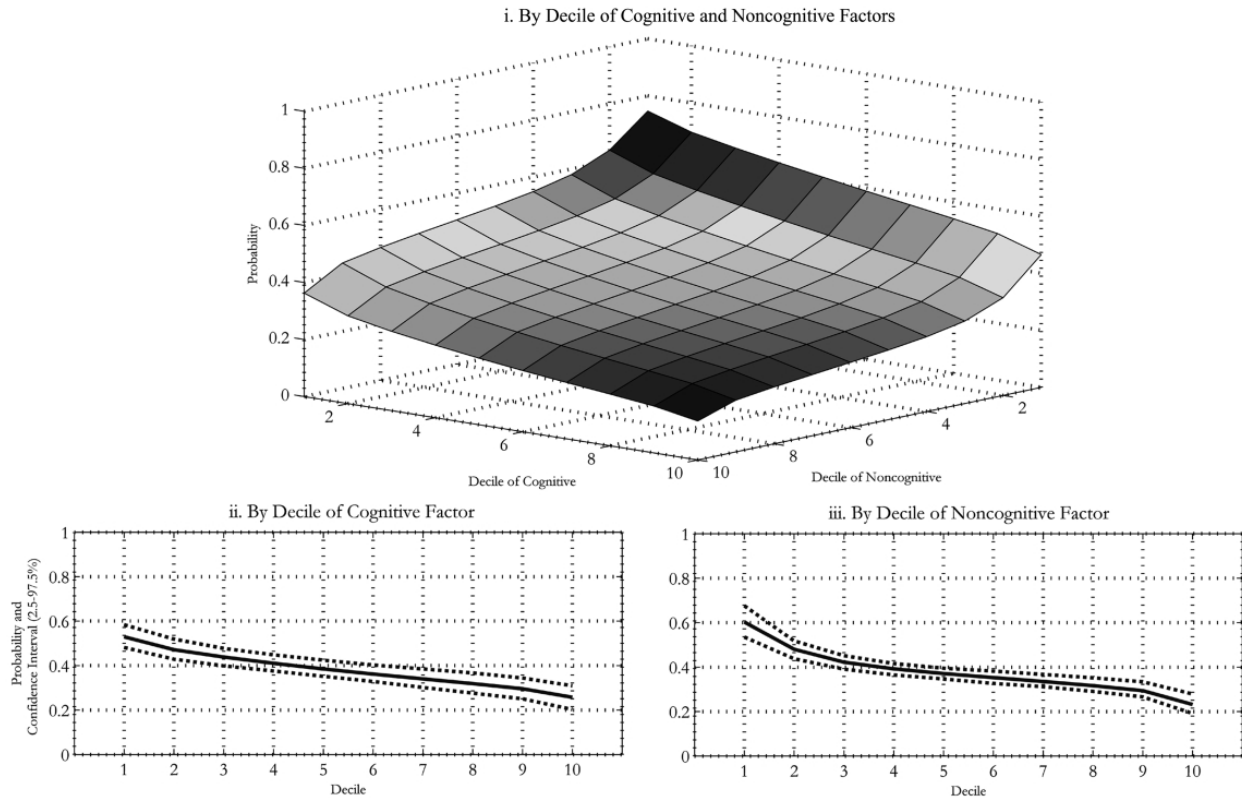 i. By Decile of Cognitive and Noncognitive Factors
1
0.8
0.6
0.4
0.2
0
Probability
2
4
6
8
10
Decile of Cognitive
10
8
6
4
2
Decile of Noncognitive
ii. By Decile of Cognitive Factor
Probability and
Confidence Interval (2.5-97.5%)
1
0.8
0.6
0.4
0.2
0
1 2 3 4 5 6 7 8 9 10
Decile
iii. By Decile of Noncognitive Factor
1
0.8
0.6
0.4
0.2
0
1 2 3 4 5 6 7 8 9 10
Decile